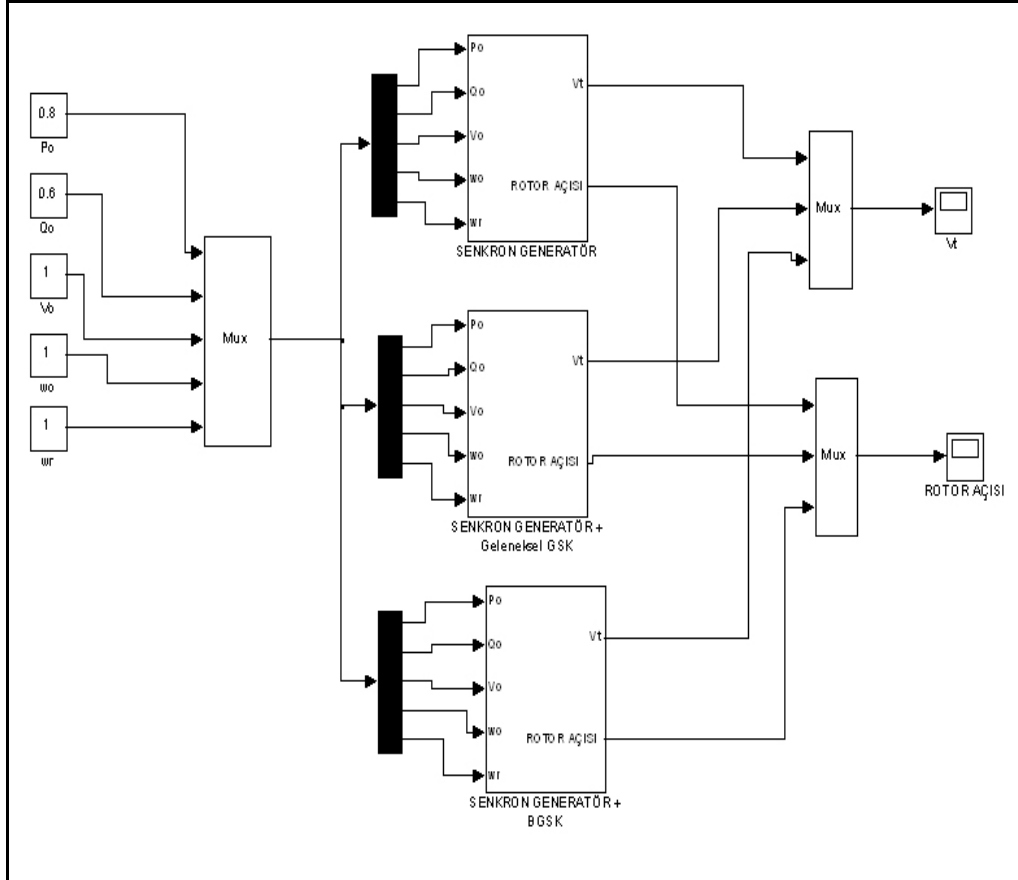 0.8
Po
0.6
Qo
1
Vo
1
wo
1
wr
Mux
Po
Qo
Vo
wo
wr
Vt
ROTOR AÇISI
SENKRON GENERATÖR
Po
Qo
Vo
wo
wr
Vt
ROTOR AÇISI
SENKRON GENERATÖR +
Geleneksel GSK
Po
Qo
Vo
wo
wr
Vt
ROTOR AÇISI
SENKRON GENERATÖR +
BGSK
Mux
Vt
Mux
ROTOR AÇISI